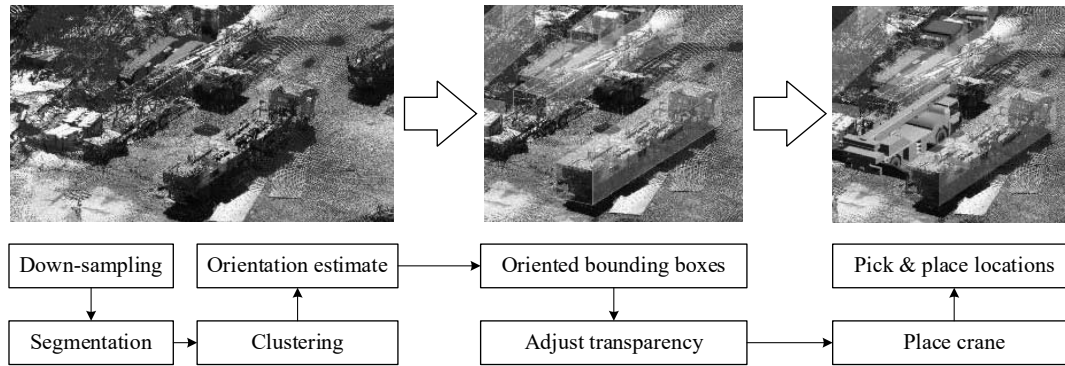 Down-sampling
Orientation estimate
Oriented bounding boxes
Pick & place locations
Segmentation
Clustering
Adjust transparency
Place crane